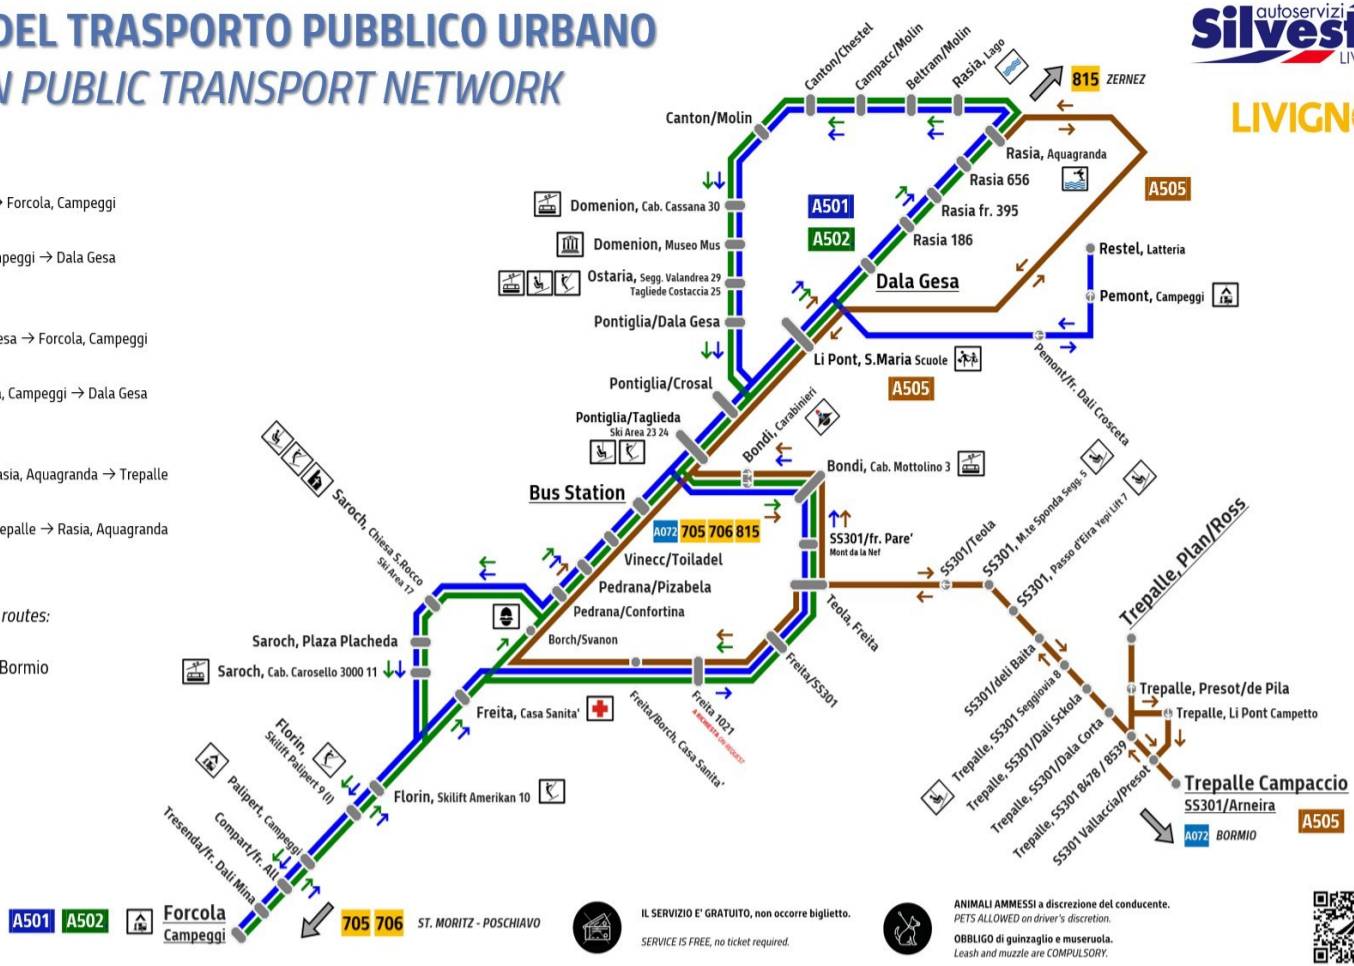 DEL TRASPORTO PUBBLICO URBANO
N PUBLIC TRANSPORT NETWORK
autoservizi
Silvest
LIV
LIVIGNO
815 ZERNEZ
Canton/Chestel
Campacc/Molin
Beltram/Molin
Rasia, Lago
Canton/Molin
→ Forcola, Campeggi
mpeggi → Dala Gesa
esa → Forcola, Campeggi
a, Campeggi → Dala Gesa
asia, Aquagranda → Trepalle
repalle → Rasia, Aquagranda
routes:
Bormio
Rasia, Aquagranda
Rasia 656
Rasia fr. 395
Rasia 186
A501
A502
A505
Domenion, Cab. Cassana 30
Domenion, Museo Mus
Ostaria, Segg. Valandrea 29
Tagliede Costaccia 25
Pontiglia/Dala Gesa
Dala Gesa
Restel, Latteria
Pemont, Campeggi
Pemont/fr. Dali Crosceta
Li Pont, S.Maria Scuole
A505
Pontiglia/Crosal
Pontiglia/Taglieda
Ski Area 23 24
Bondi, Carabinieri
Bondi, Cab. Mottolino 3
Bus Station
A072 705 706 815
SS301/fr. Pare'
Mont da la Nef
Vinecc/Toiladel
Pedrana/Pizabela
Pedrana/Confortina
Borch/Svanon
Saroch, Chiesa S.Rocco
Ski Area 17
Saroch, Plaza Placheda
Saroch, Cab. Carosello 3000 11
Teola, Freita
Freita/SS301
Freita 1021
A RICHIESTA ON REQUEST
Freita/Borch, Casa Sanita'
Freita, Casa Sanita'
SS301/Teola
SS301, M.te Sponda Segg. 5
SS301, Passo d'Eira Yepi Lift 7
SS301/deli Baita
Trepalle, SS301 Seggiovia 8
Trepalle, SS301/Dali Sckola
Trepalle, SS301/Dala Corta
Trepalle, SS301 8478 / 8539
SS301 Vallaccia/Presot
Trepalle, Plan/Ross
Trepalle, Presot/de Pila
Trepalle, Li Pont Campetto
Trepalle Campaccio
SS301/Arneira
A505
A072 BORMIO
Florin,
Skilift Palipert 9 (I)
Florin, Skilift Amerikan 10
Palipert, Campeggi
Compart/fr. All
Tresenda/fr. Dali Mina
A501 A502
Forcola
Campeggi
705 706 ST. MORITZ - POSCHIAVO
IL SERVIZIO E' GRATUITO, non occorre biglietto.
SERVICE IS FREE, no ticket required.
ANIMALI AMMESSI a discrezione del conducente.
PETS ALLOWED on driver's discretion.
OBBLIGO di guinzaglio e museruola.
Leash and muzzle are COMPULSORY.